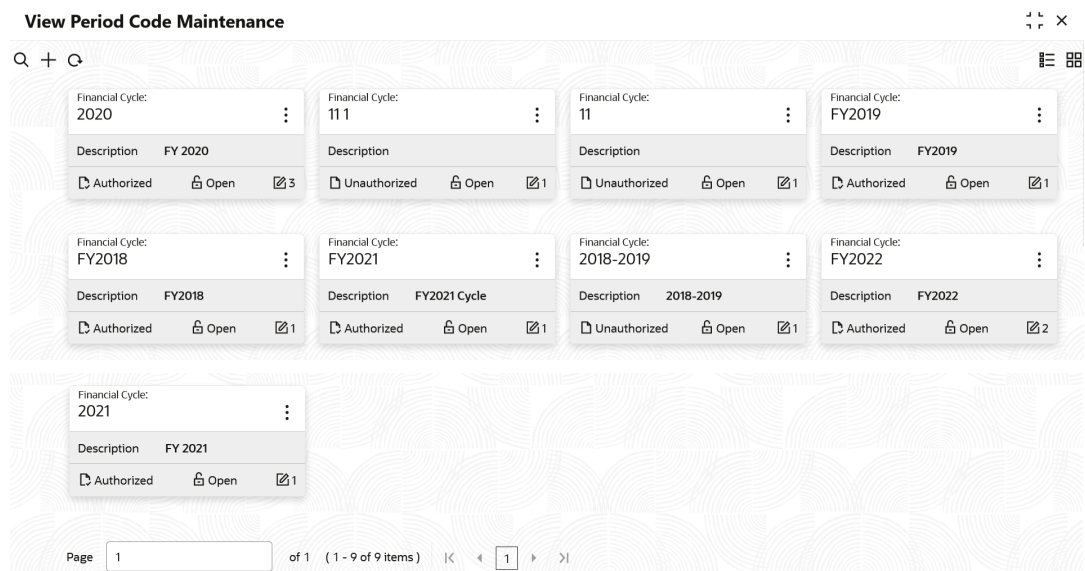 View Period Code Maintenance
Financial Cycle: Financial Cycle: Financial Cycle: Financial Cycle:
2020 11 1 11 FY2019
Description FY 2020 Description Description Description FY2019
Authorized Open 3 Unauthorized Open 1 Unauthorized Open 1 Authorized Open 1
Financial Cycle: Financial Cycle: Financial Cycle: Financial Cycle:
FY2018 FY2021 2018-2019 FY2022
Description FY2018 Description FY2021 Cycle Description 2018-2019 Description FY2022
Authorized Open 1 Authorized Open 1 Unauthorized Open 1 Authorized Open 2
Financial Cycle:
2021
Description FY 2021
Authorized Open 1
Page 1 of 1 ( 1 - 9 of 9 items ) 1